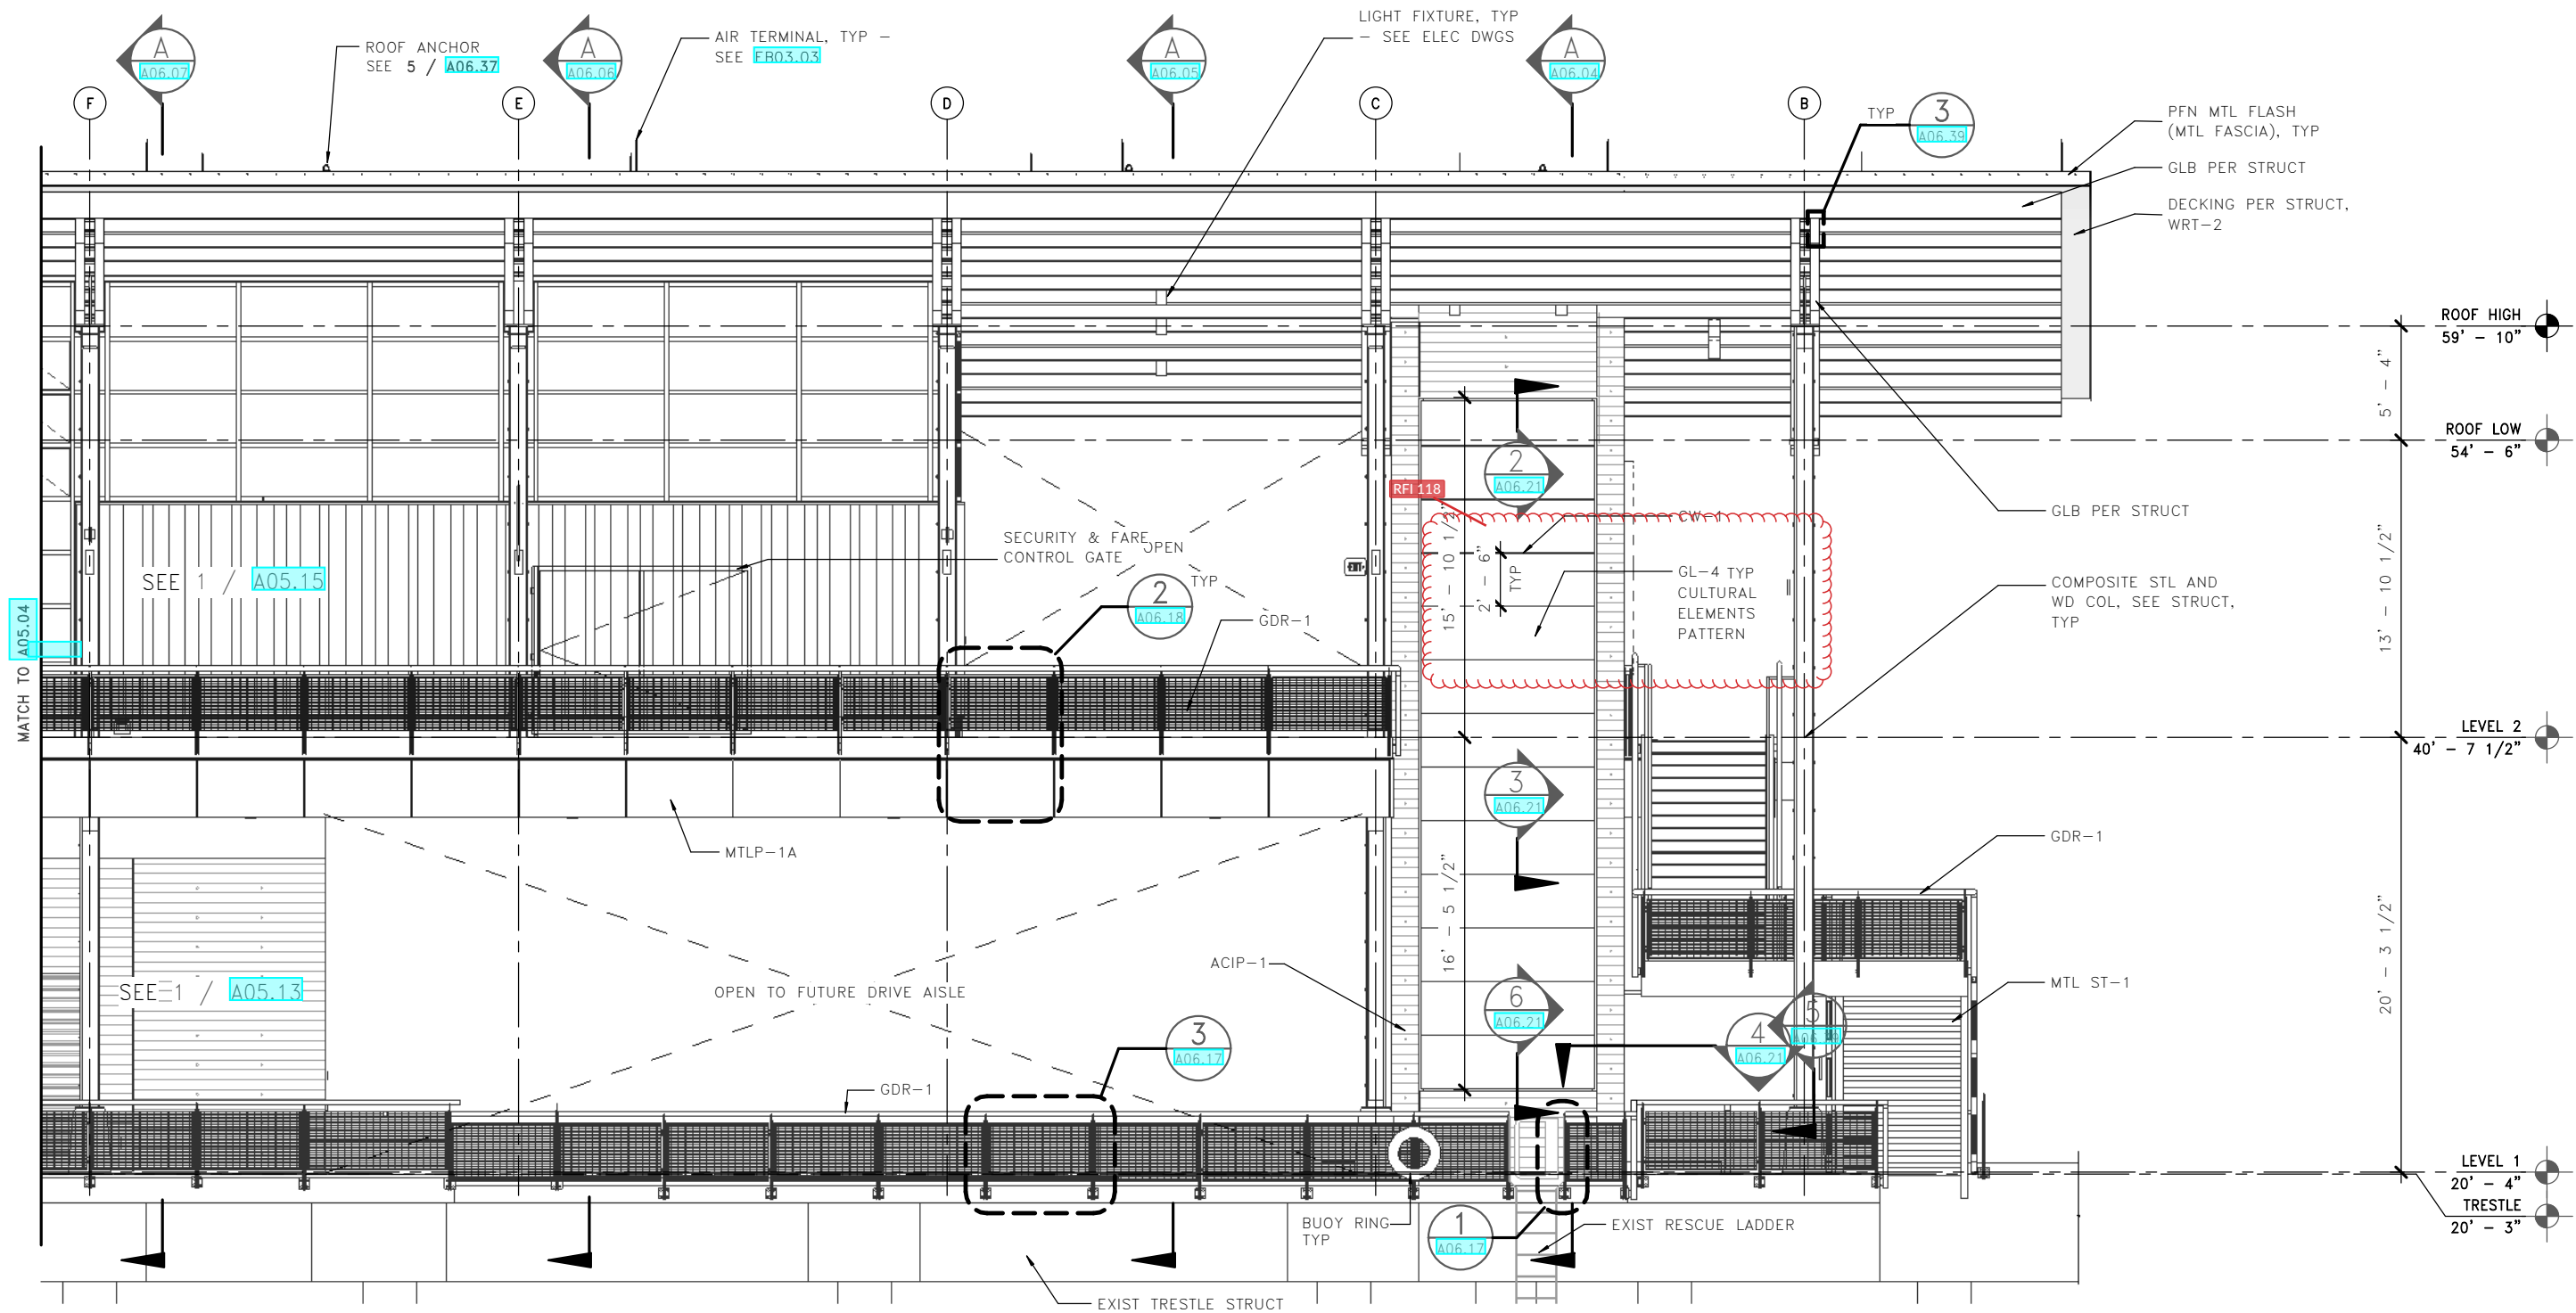 A
A06.07
ROOF ANCHOR
SEE 5 / A06.37
A
A06.06
AIR TERMINAL, TYP -
SEE EB03.03
A
A06.05
LIGHT FIXTURE, TYP
- SEE ELEC DWGS
A
A06.04
F
E
D
C
B
TYP
3
A06.39
PFN MTL FLASH
(MTL FASCIA), TYP
GLB PER STRUCT
DECKING PER STRUCT,
WRT-2
ROOF HIGH
59' - 10"
5' - 4"
ROOF LOW
54' - 6"
2
A06.21
RFI 118
CW-1
GLB PER STRUCT
SECURITY & FARE
CONTROL GATE
OPEN
TYP
2
A06.18
GDR-1
EXIT
15' - 10 1/2"
2' - 6"
TYP
GL-4 TYP
CULTURAL
ELEMENTS
PATTERN
COMPOSITE STL AND
WD COL, SEE STRUCT,
TYP
13' - 10 1/2"
SEE 1 / A05.15
MATCH TO A05.04
LEVEL 2
40' - 7 1/2"
3
A06.21
MTLP-1A
GDR-1
16' - 5 1/2"
20' - 3 1/2"
ACIP-1
SEE 1 / A05.13
OPEN TO FUTURE DRIVE AISLE
MTL ST-1
6
A06.21
4
A06.21
5
3
A06.17
GDR-1
LEVEL 1
20' - 4"
TRESTLE
20' - 3"
BUOY RING
TYP
1
A06.17
EXIST RESCUE LADDER
EXIST TRESTLE STRUCT